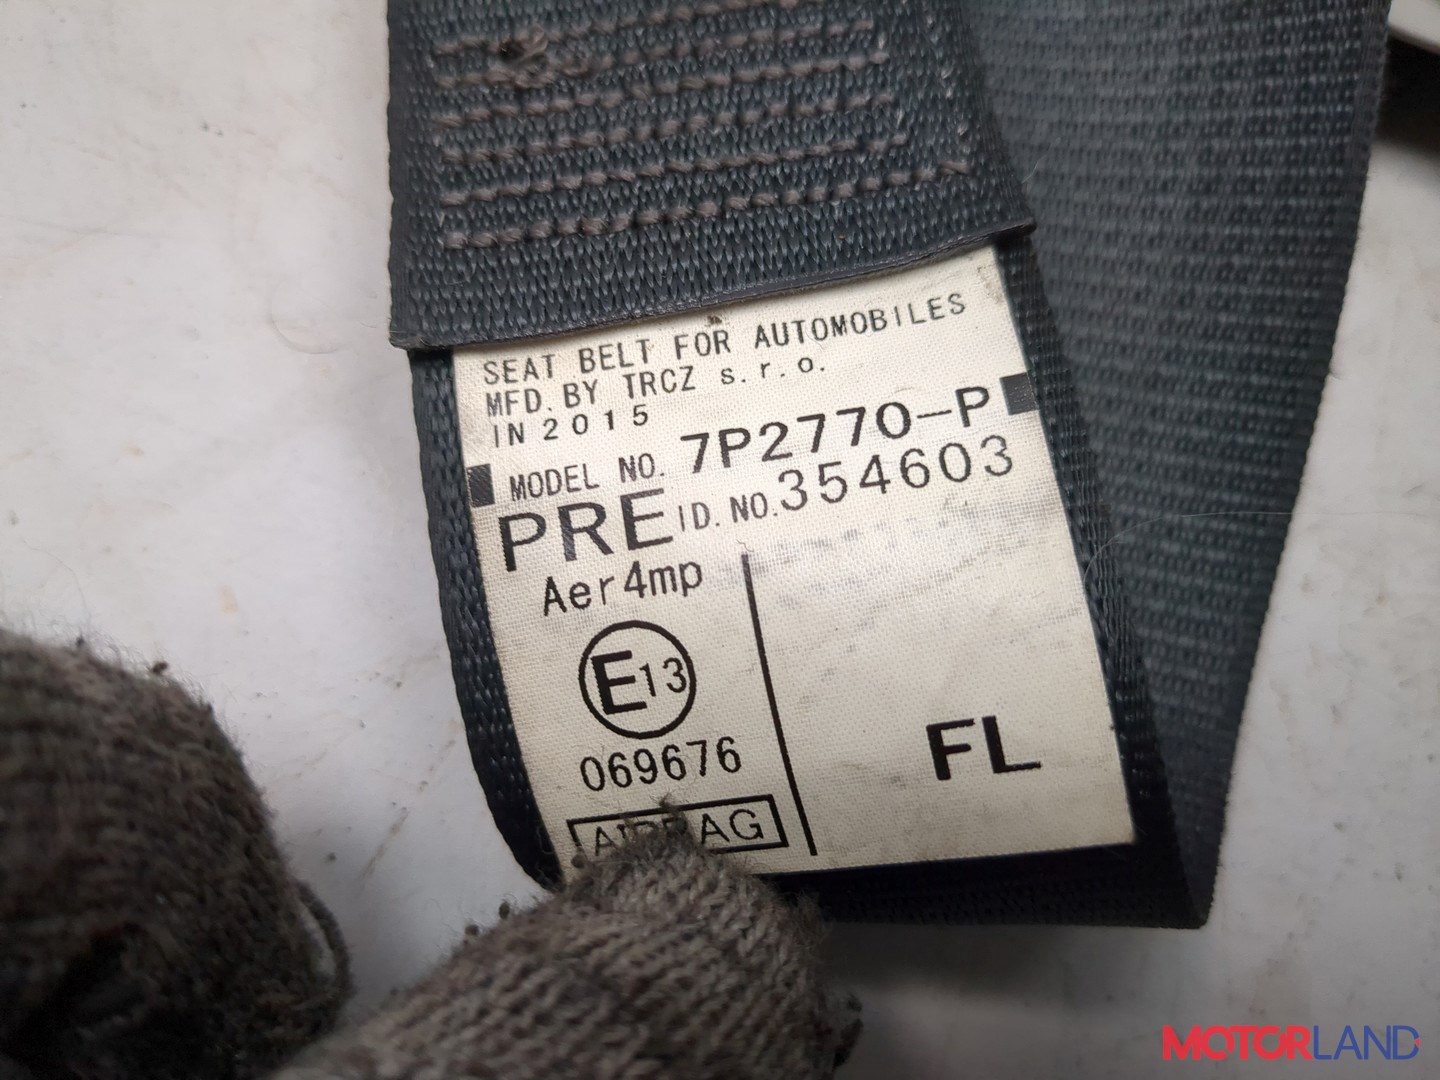 SEAT BELT FOR AUTOMOBILES
MFD. BY TRCZ s.r.o.
IN 2015
MODEL NO. 7P2770-P
PRE ID. NO. 354603
Aer4mp
E13
069676
AIRBAG
FL
MOTORLAND